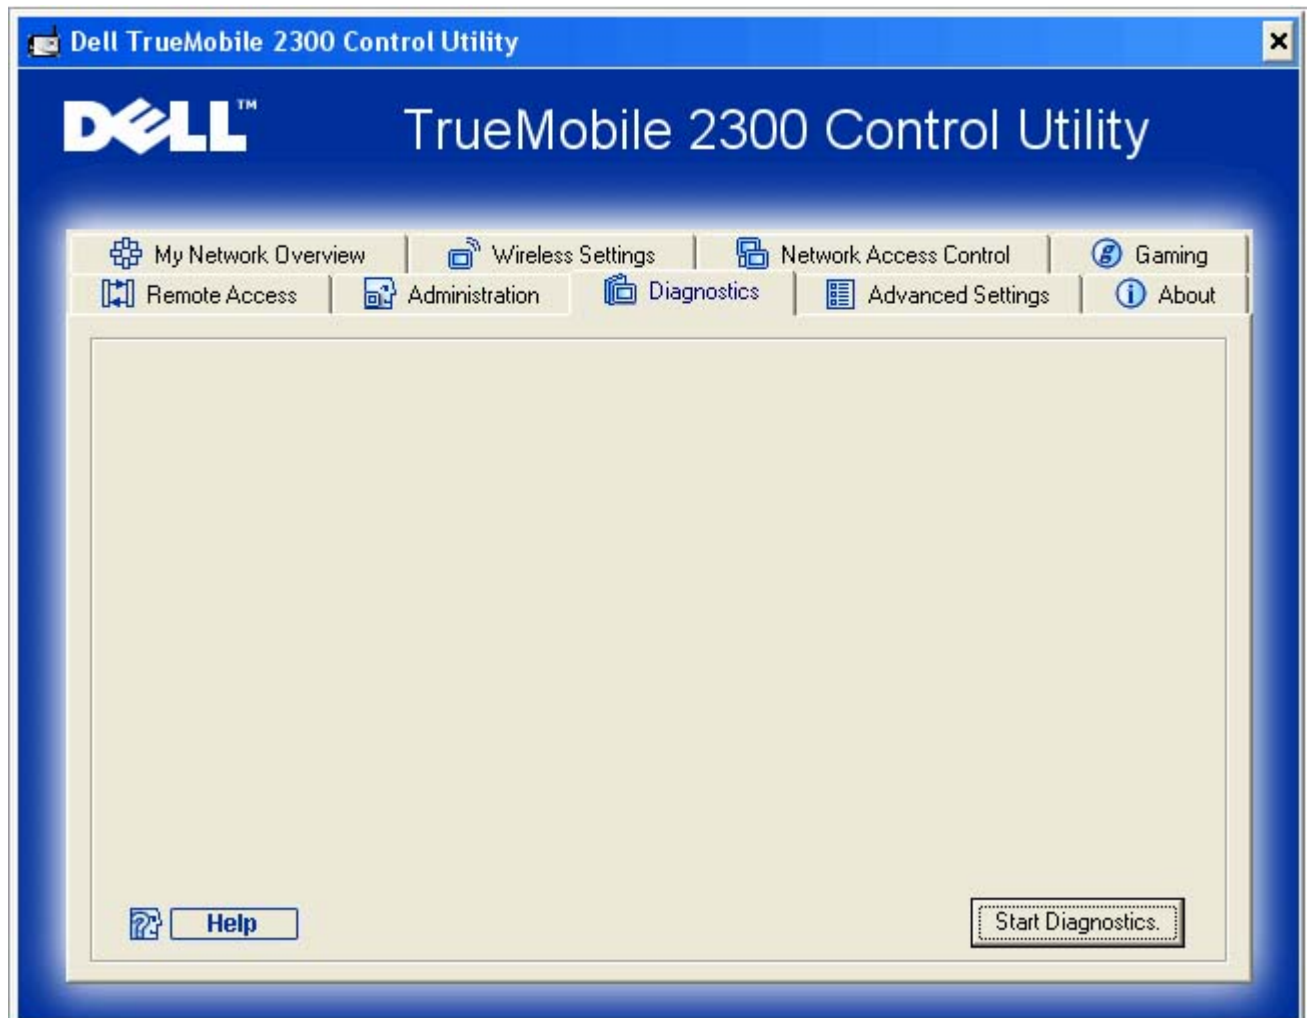 Dell TrueMobile 2300 Control Utility
DELL™ TrueMobile 2300 Control Utility
My Network Overview Wireless Settings Network Access Control Gaming
Remote Access Administration Diagnostics Advanced Settings About
Help Start Diagnostics.